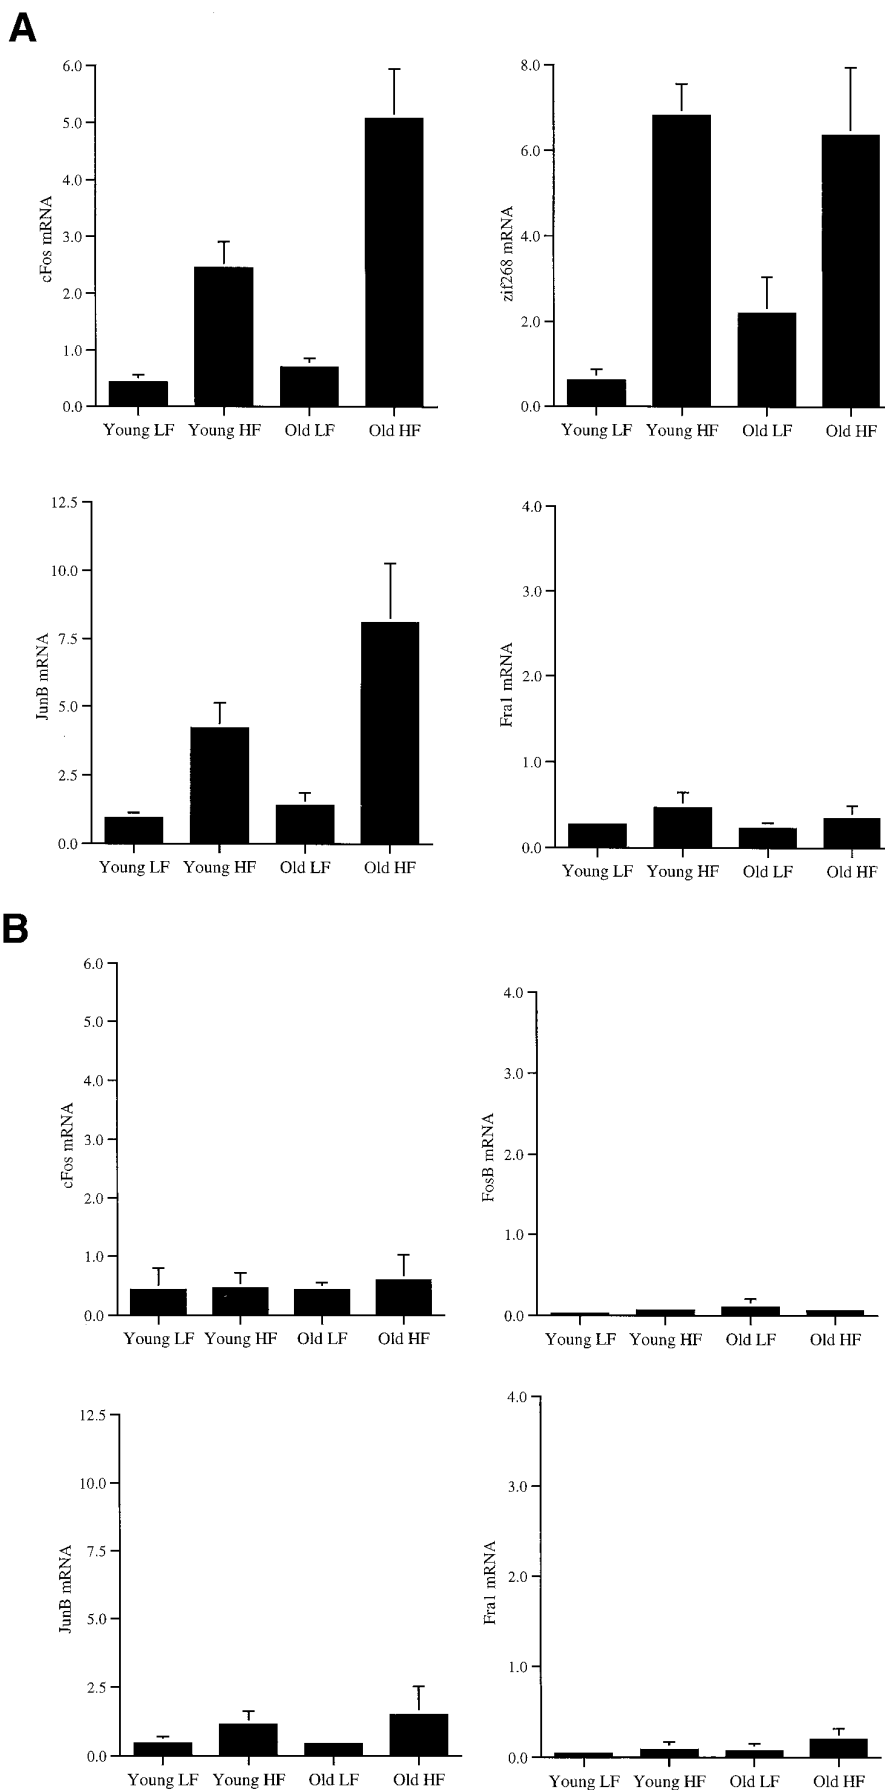 A
6.0
5.0
4.0
3.0
2.0
1.0
0.0
cFos mRNA
Young LF Young HF Old LF Old HF
8.0
6.0
4.0
2.0
0.0
zif268 mRNA
Young LF Young HF Old LF Old HF
12.5
10.0
7.5
5.0
2.5
0.0
JunB mRNA
Young LF Young HF Old LF Old HF
4.0
3.0
2.0
1.0
0.0
Fra1 mRNA
Young LF Young HF Old LF Old HF
B
6.0
5.0
4.0
3.0
2.0
1.0
0.0
cFos mRNA
Young LF Young HF Old LF Old HF
4.0
3.0
2.0
1.0
0.0
FosB mRNA
Young LF Young HF Old LF Old HF
12.5
10.0
7.5
5.0
2.5
0.0
JunB mRNA
Young LF Young HF Old LF Old HF
4.0
3.0
2.0
1.0
0.0
Fra1 mRNA
Young LF Young HF Old LF Old HF